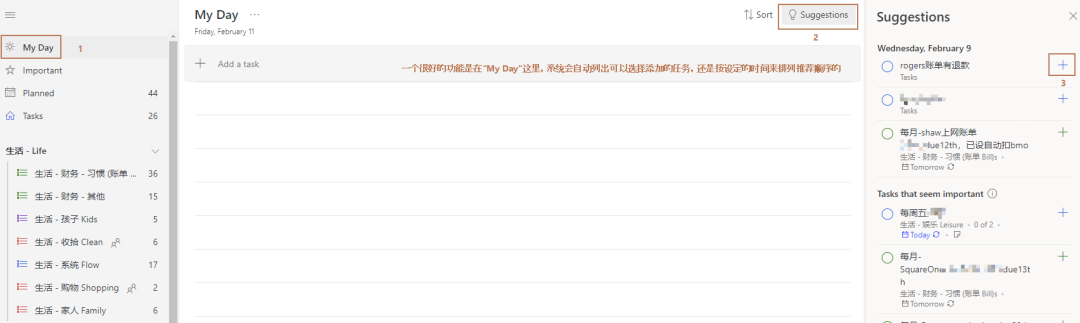 My Day ...
Friday, February 11
Sort
Suggestions
2
My Day
1
Important
Planned 44
Tasks 26
生活 - Life
生活 - 财务 - 习惯 (账单 ... 36
生活 - 财务 - 其他 15
生活 - 孩子 Kids 5
生活 - 收拾 Clean 6
生活 - 系统 Flow 17
生活 - 购物 Shopping 2
生活 - 家人 Family 6
Add a task
一个很好的功能是在"My Day"这里, 系统会自动列出可以选择添加的任务, 还是按设定的时间来排列推荐顺序的
Suggestions
Wednesday, February 9
rogers账单有退款
Tasks
3
Tasks
每月-shaw上网账单
lue12th，已设自动扣bmo
生活 - 财务 - 习惯 (账单 Bill)s
Tomorrow
Tasks that seem important
每周五
生活 - 娱乐 Leisure • 0 of 2 •
Today
每月-
SquareOne due13t
h
生活 - 财务 - 习惯 (账单 Bill)s
Tomorrow